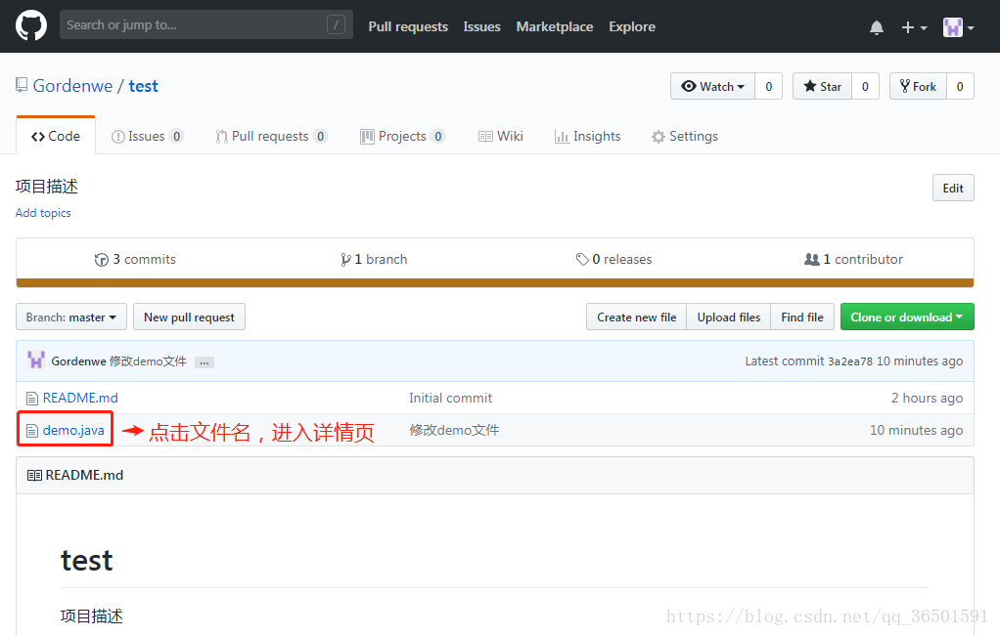 Search or jump to... /
Pull requests Issues Marketplace Explore
Gordenwe / test
Watch 0 Star 0 Fork 0
Code Issues 0 Pull requests 0 Projects 0 Wiki Insights Settings
项目描述
Edit
Add topics
3 commits 1 branch 0 releases 1 contributor
Branch: master New pull request Create new file Upload files Find file Clone or download
Gordenwe 修改demo文件 ... Latest commit 3a2ea78 10 minutes ago
README.md Initial commit 2 hours ago
demo.java 点击文件名，进入详情页 修改demo文件 10 minutes ago
README.md
test
项目描述
https://blog.csdn.net/qq_36501591